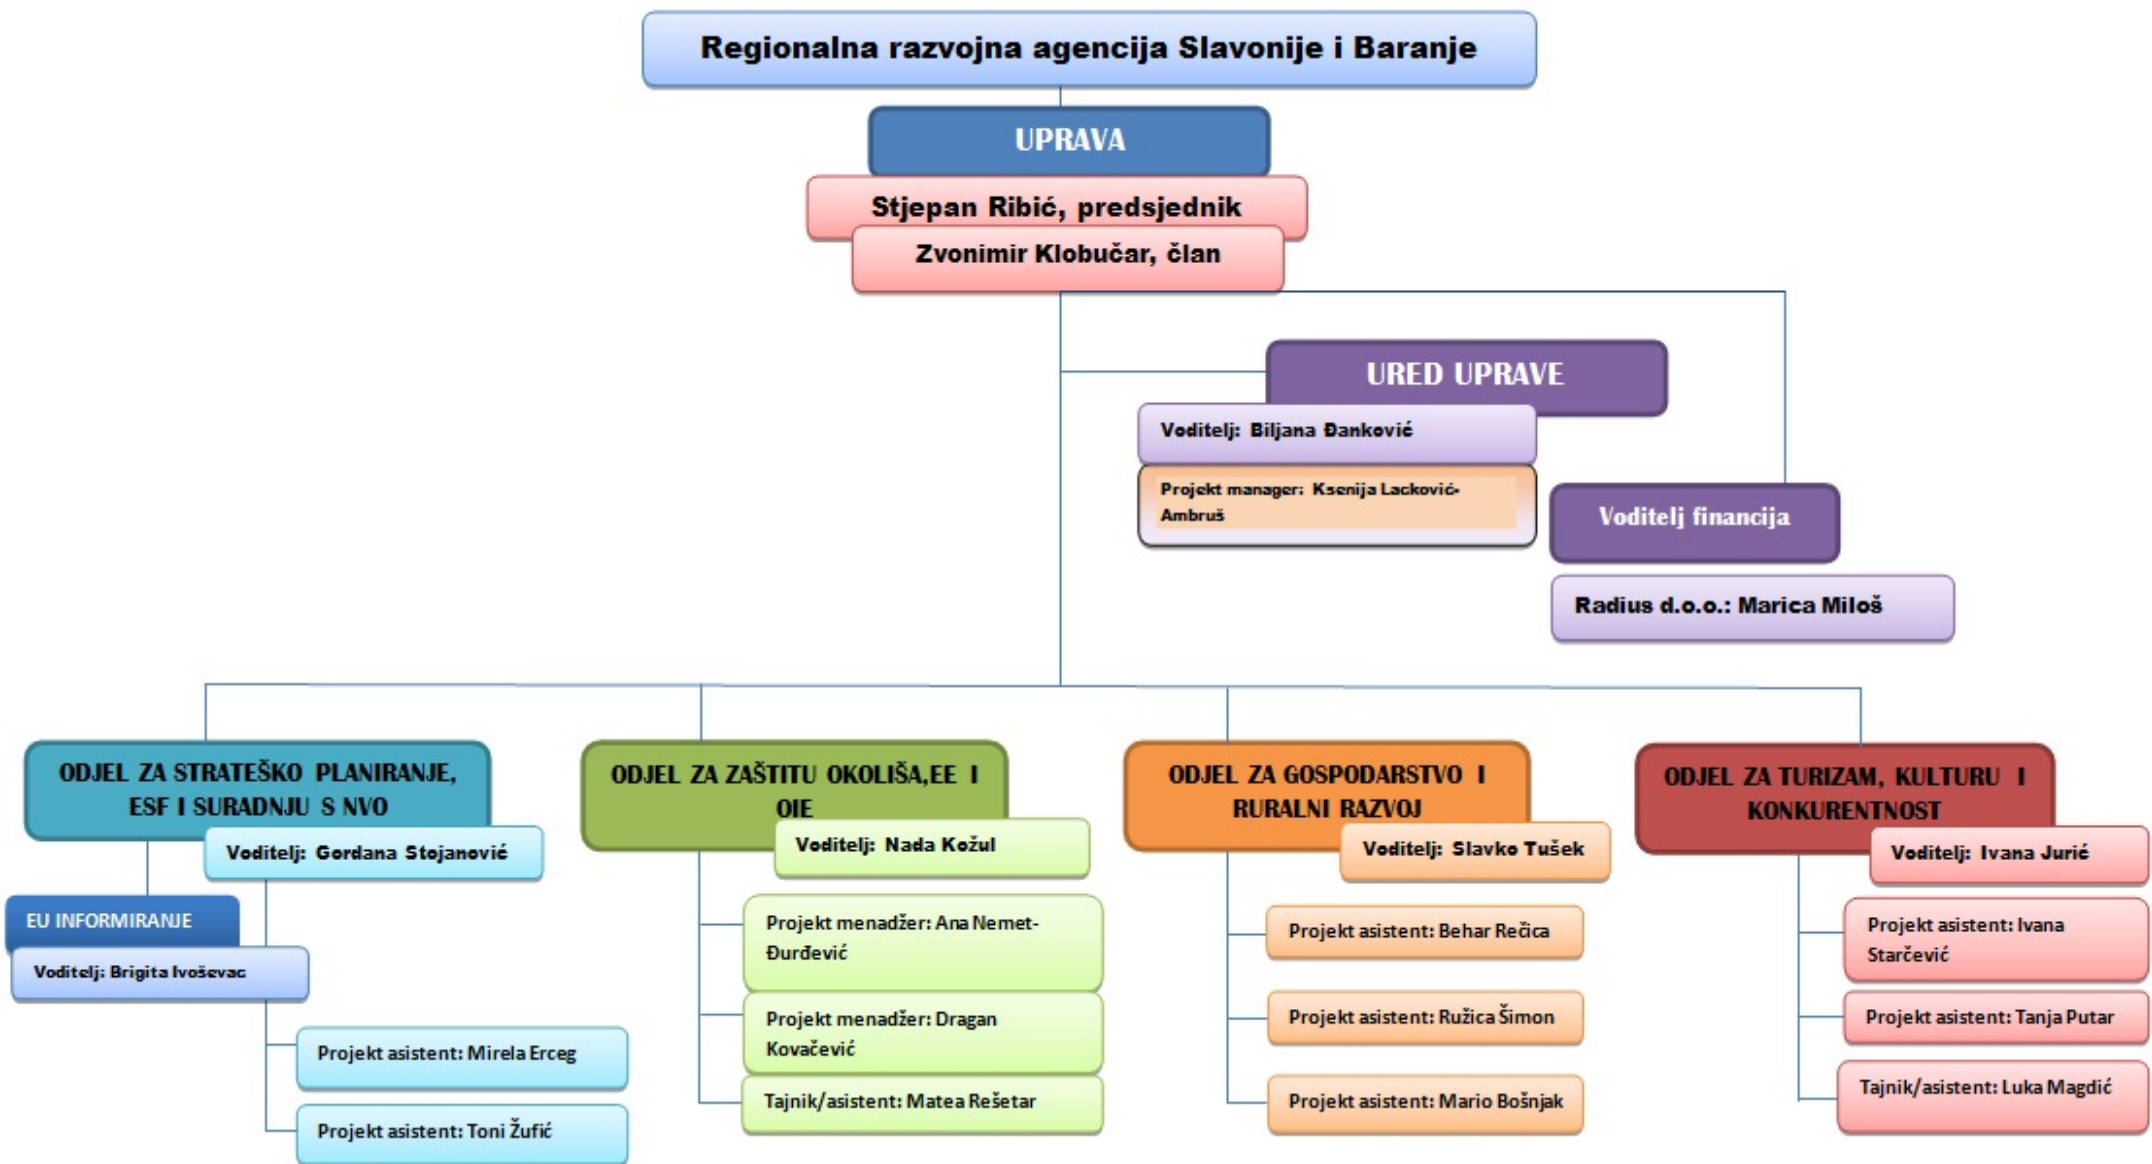 Regionalna razvojna agencija Slavonije i Baranje
UPRAVA
Stjepan Ribić, predsjednik
Zvonimir Klobučar, član
URED UPRAVE
Voditelj: Biljana Đanković
Projekt manager: Ksenija Lacković-
Ambruš
Voditelj financija
Radius d.o.o.: Marica Miloš
ODJEL ZA STRATEŠKO PLANIRANJE,
ESF I SURADNJU S NVO
Voditelj: Gordana Stojanović
EU INFORMIRANJE
Voditelj: Brigita Ivoševac
Projekt asistent: Mirela Erceg
Projekt asistent: Toni Žufić
ODJEL ZA ZAŠTITU OKOLIŠA,EE I
OIE
Voditelj: Nada Kožul
Projekt menadžer: Ana Nemet-
Đurđević
Projekt menadžer: Dragan
Kovačević
Tajnik/asistent: Matea Rešetar
ODJEL ZA GOSPODARSTVO I
RURALNI RAZVOJ
Voditelj: Slavko Tušek
Projekt asistent: Behar Rečica
Projekt asistent: Ružica Šimon
Projekt asistent: Mario Bošnjak
ODJEL ZA TURIZAM, KULTURU I
KONKURENTNOST
Voditelj: Ivana Jurić
Projekt asistent: Ivana
Starčević
Projekt asistent: Tanja Putar
Tajnik/asistent: Luka Magdić